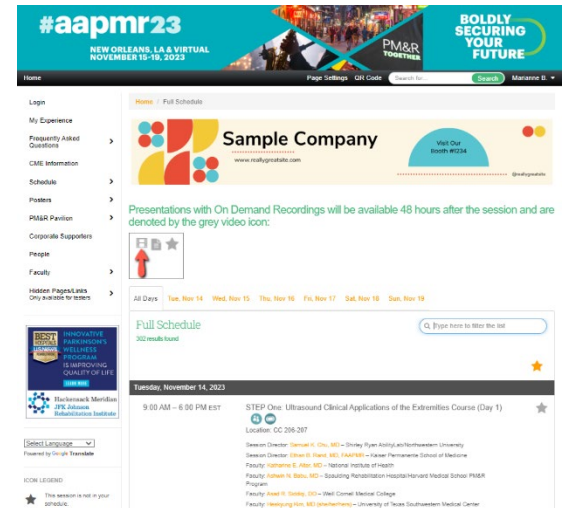 #aapmr23
NEW ORLEANS, LA & VIRTUAL
NOVEMBER 15-19, 2023
PM&R
TOGETHER
BOLDLY
SECURING
YOUR
FUTURE
Home
Page Settings QR Code Search for... Search Marianne B.
Login
My Experience
Frequently Asked
Questions
CME Information
Schedule
Posters
PM&R Pavilion
Corporate Supporters
People
Faculty
Hidden Pages/Links
Only available for testers
Home / Full Schedule
Sample Company
www.reallygreatsite.com
Visit Our
Booth #1234
@reallygreatsite
Presentations with On Demand Recordings will be available 48 hours after the session and are
denoted by the grey video icon:
All Days Tue, Nov 14 Wed, Nov 15 Thu, Nov 16 Fri, Nov 17 Sat, Nov 18 Sun, Nov 19
Full Schedule
302 results found
Type here to filter the list
Tuesday, November 14, 2023
9:00 AM – 6:00 PM EST
STEP One: Ultrasound Clinical Applications of the Extremities Course (Day 1)
Location: CC 206-207
Session Director: Samuel K. Chu, MD – Shirley Ryan AbilityLab/Northwestern University
Session Director: Ethan B. Rand, MD, FAAPMR – Kaiser Permanente School of Medicine
Faculty: Katharine E. Alter, MD – National Institute of Health
Faculty: Ashwin N. Babu, MD – Spaulding Rehabilitation Hospital/Harvard Medical School PM&R
Program
– Weill Cornell Medical College
– University of Texas Southwestern Medical Center
BEST
HOSPITALS
INNOVATIVE
PARKINSON'S
WELLNESS
PROGRAM
IS IMPROVING
QUALITY OF LIFE
LEARN MORE
Hackensack Meridian
JFK Johnson
Rehabilitation Institute
Select Language
Powered by Google Translate
ICON LEGEND
This session is not in your
schedule.